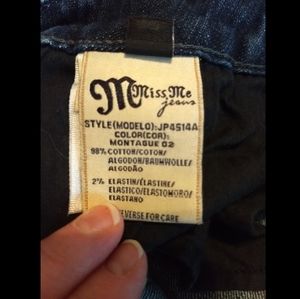 Miss Me
jeans
STYLE(MODELO):JP4514A
COLOR(COR):
MONTAGUE 02
98% COTTON/COTON/
ALGODON/BAUMWOLLE/
ALGODÃO
2% ELASTIN/ÉLASTINE/
ELASTICO/ELASTOMORO/
ELASTANO
REVERSE FOR CARE